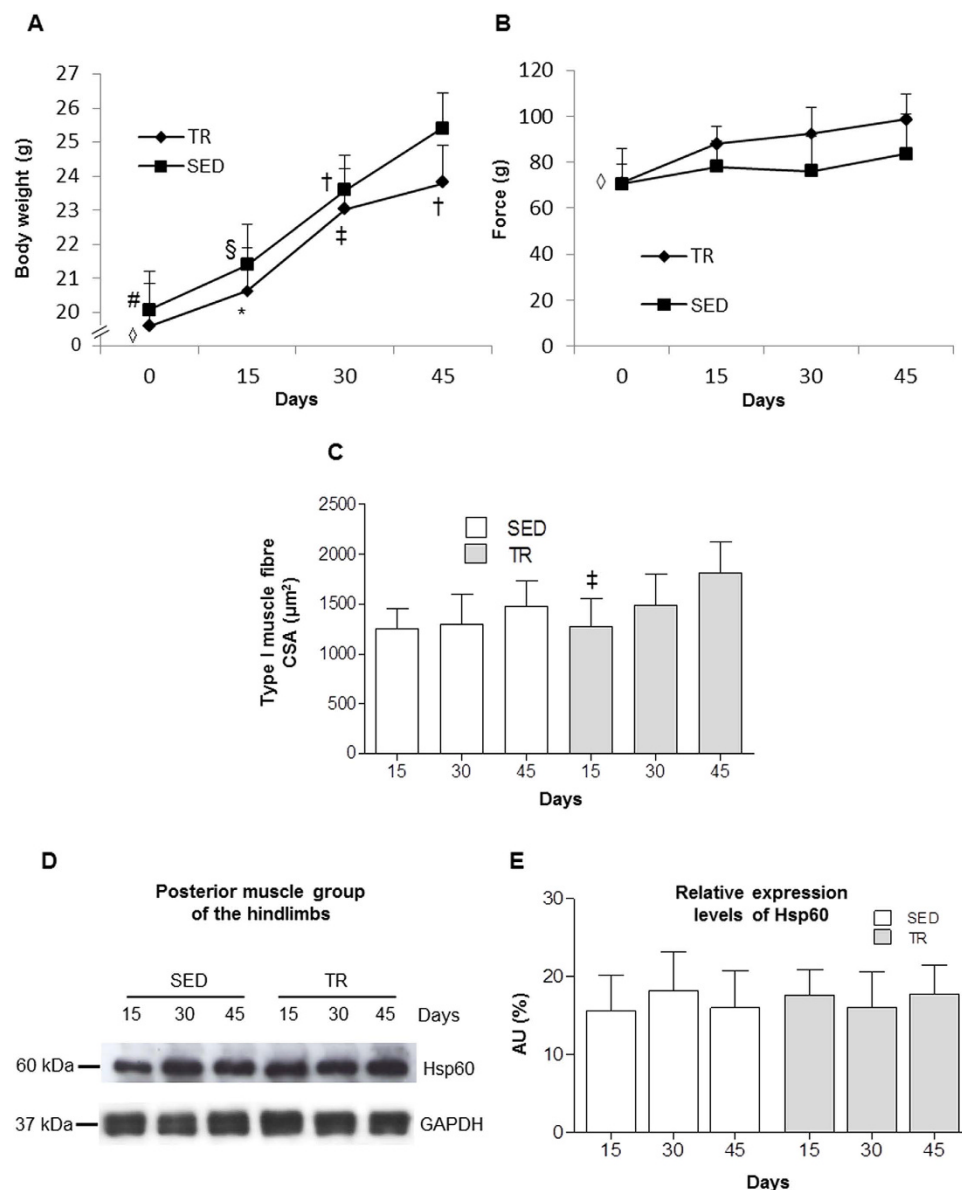 A
27
26
25
24
23
22
21
20
0
Body weight (g)
TR
SED
#
◊
§
*
†
‡
†
0 15 30 45
Days
B
120
100
80
60
40
20
0
Force (g)
◊
TR
SED
0 15 30 45
Days
C
2500
2000
1500
1000
500
0
Type I muscle fibre
CSA (µm²)
SED
TR
‡
15 30 45 15 30 45
Days
D
Posterior muscle group
of the hindlimbs
SED TR
15 30 45 15 30 45 Days
60 kDa Hsp60
37 kDa GAPDH
E
Relative expression
levels of Hsp60
SED
TR
30
20
10
0
AU (%)
15 30 45 15 30 45
Days